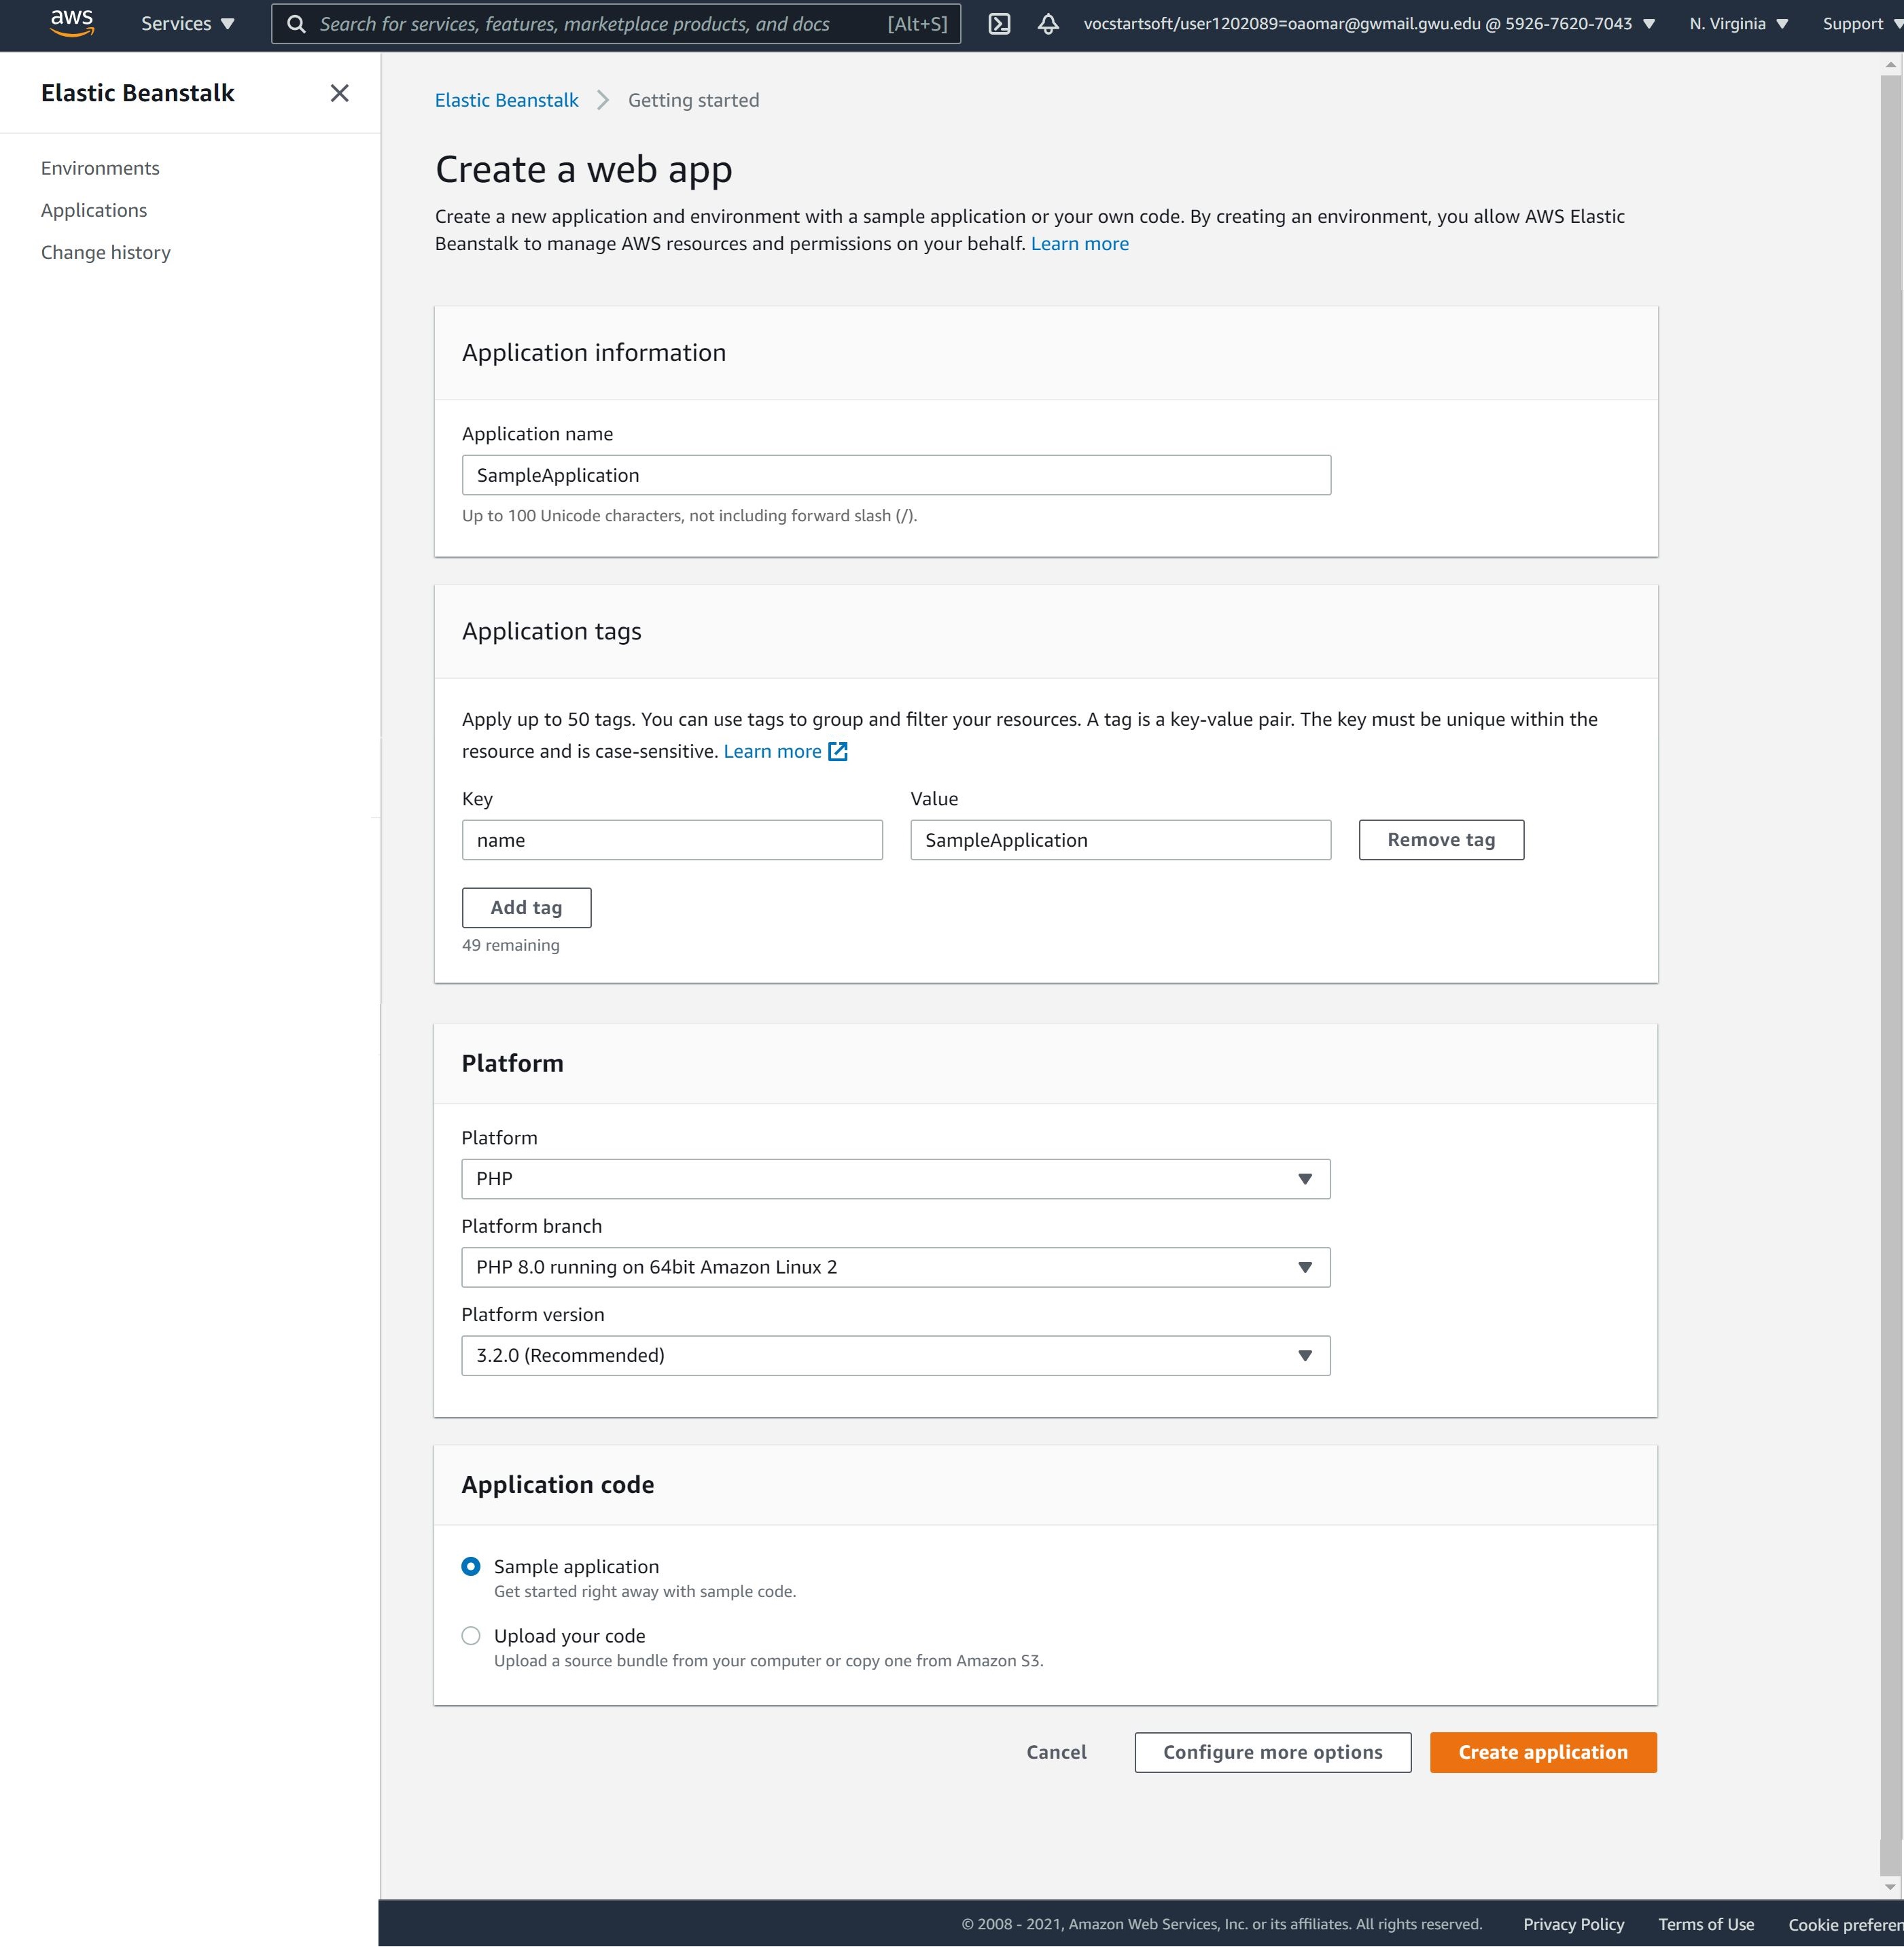 aws Services Search for services, features, marketplace products, and docs [Alt+S] vocstartsoft/user1202089=oaomar@gwmail.gwu.edu @ 5926-7620-7043 N. Virginia Support
Elastic Beanstalk
Environments
Applications
Change history
Elastic Beanstalk Getting started
Create a web app
Create a new application and environment with a sample application or your own code. By creating an environment, you allow AWS Elastic
Beanstalk to manage AWS resources and permissions on your behalf. Learn more
Application information
Application name
SampleApplication
Up to 100 Unicode characters, not including forward slash (/).
Application tags
Apply up to 50 tags. You can use tags to group and filter your resources. A tag is a key-value pair. The key must be unique within the
resource and is case-sensitive. Learn more
Key Value
name SampleApplication Remove tag
Add tag
49 remaining
Platform
Platform
PHP
Platform branch
PHP 8.0 running on 64bit Amazon Linux 2
Platform version
3.2.0 (Recommended)
Application code
Sample application
Get started right away with sample code.
Upload your code
Upload a source bundle from your computer or copy one from Amazon S3.
Cancel Configure more options Create application
© 2008 - 2021, Amazon Web Services, Inc. or its affiliates. All rights reserved. Privacy Policy Terms of Use Cookie preferen